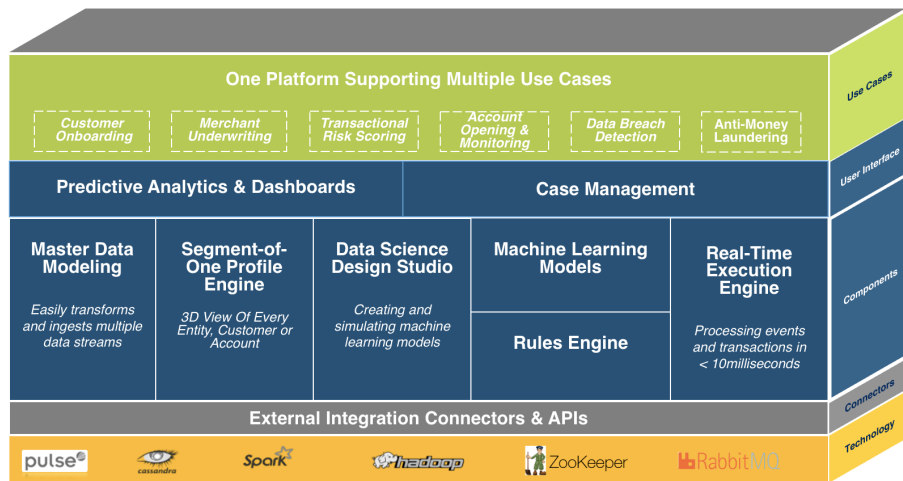 One Platform Supporting Multiple Use Cases
Customer
Onboarding
Merchant
Underwriting
Transactional
Risk Scoring
Account
Opening &
Monitoring
Data Breach
Detection
Anti-Money
Laundering
Use Cases
Predictive Analytics & Dashboards
Case Management
User Interface
Master Data
Modeling
Easily transforms
and ingests multiple
data streams
Segment-of-
One Profile
Engine
3D View Of Every
Entity, Customer or
Account
Data Science
Design Studio
Creating and
simulating machine
learning models
Machine Learning
Models
Rules Engine
Real-Time
Execution
Engine
Processing events
and transactions in
< 10milliseconds
Components
External Integration Connectors & APIs
Connectors
pulse
cassandra
Spark
hadoop
ZooKeeper
RabbitMQ
Technology